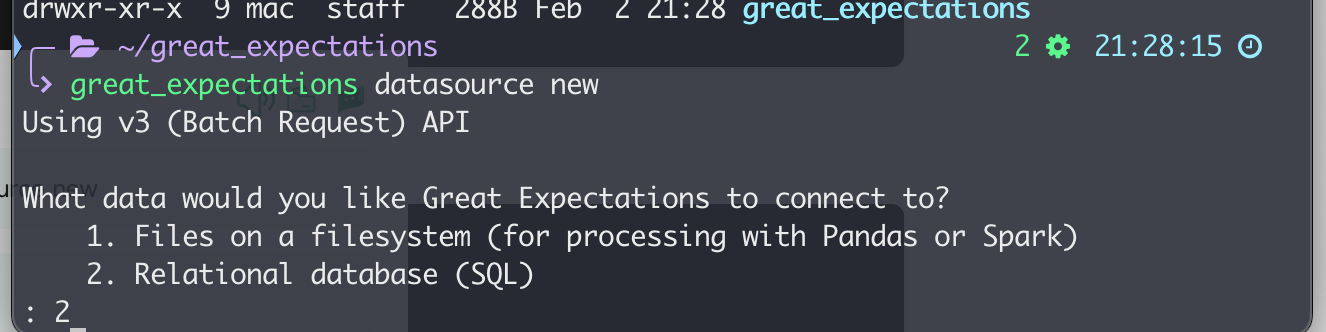 drwxr-xr-x  9 mac  staff   288B Feb  2 21:28 great_expectations
~/great_expectations 2 21:28:15
great_expectations datasource new
Using v3 (Batch Request) API
new
What data would you like Great Expectations to connect to?
    1. Files on a filesystem (for processing with Pandas or Spark)
    2. Relational database (SQL)
: 2